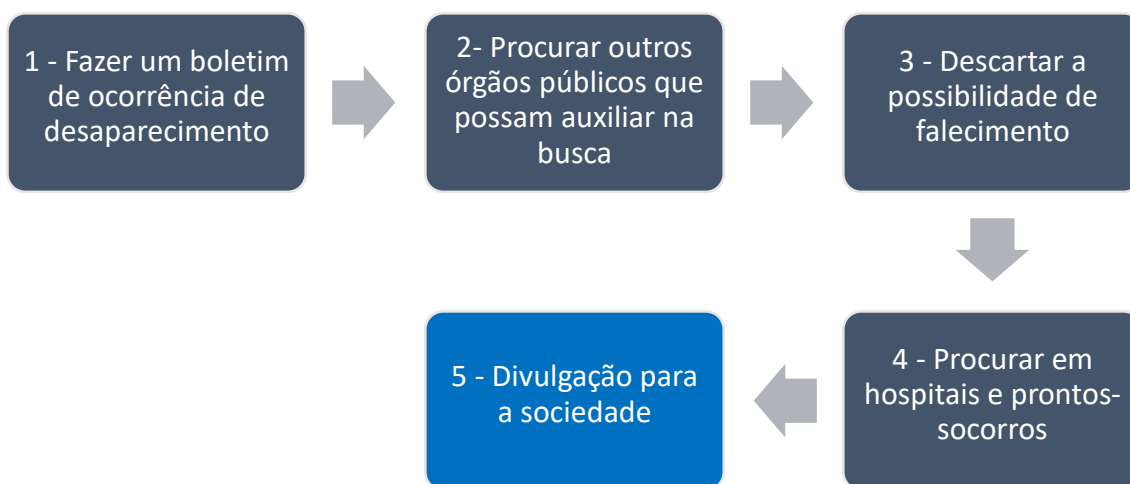 1 - Fazer um boletim
de ocorrência de
desaparecimento
2- Procurar outros
órgãos públicos que
possam auxiliar na
busca
3 - Descartar a
possibilidade de
falecimento
4 - Procurar em
hospitais e prontos-
socorros
5 - Divulgação para
a sociedade